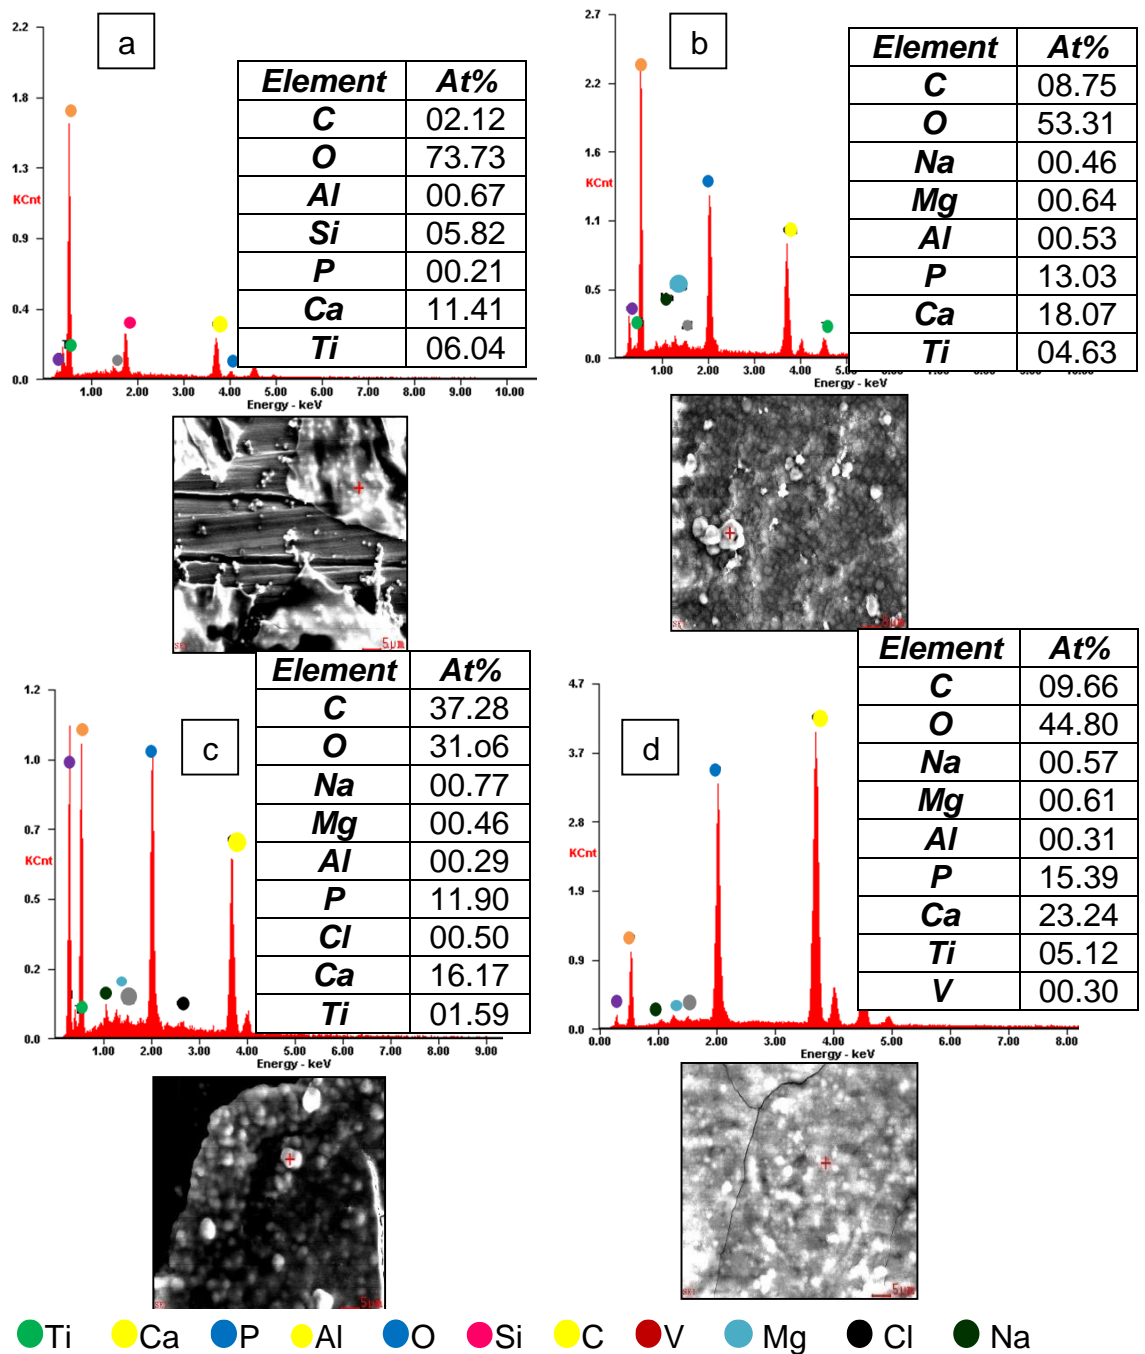 a
2.2
1.8
1.3
KCnt
0.9
0.4
0.0
1.00 2.00 3.00 4.00 5.00 6.00 7.00 8.00 9.00 10.00
Energy - keV
Element At%
C 02.12
O 73.73
Al 00.67
Si 05.82
P 00.21
Ca 11.41
Ti 06.04
5µm
b
2.7
2.2
1.6
KCnt
1.1
0.5
0.0
1.00 2.00 3.00 4.00
Energy - keV
Element At%
C 08.75
O 53.31
Na 00.46
Mg 00.64
Al 00.53
P 13.03
Ca 18.07
Ti 04.63
c
1.2
1.0
0.7
KCnt
0.5
0.2
0.0
1.00 2.00 3.00 4.00 5.00 6.00 7.00 8.00 9.00
Energy - keV
Element At%
C 37.28
O 31.o6
Na 00.77
Mg 00.46
Al 00.29
P 11.90
Cl 00.50
Ca 16.17
Ti 01.59
5µm
d
4.7
3.7
2.8
KCnt
1.9
0.9
0.0
0.00 1.00 2.00 3.00 4.00 5.00 6.00 7.00 8.00
Energy - keV
Element At%
C 09.66
O 44.80
Na 00.57
Mg 00.61
Al 00.31
P 15.39
Ca 23.24
Ti 05.12
V 00.30
5µm
Ti Ca P Al O Si C V Mg Cl Na